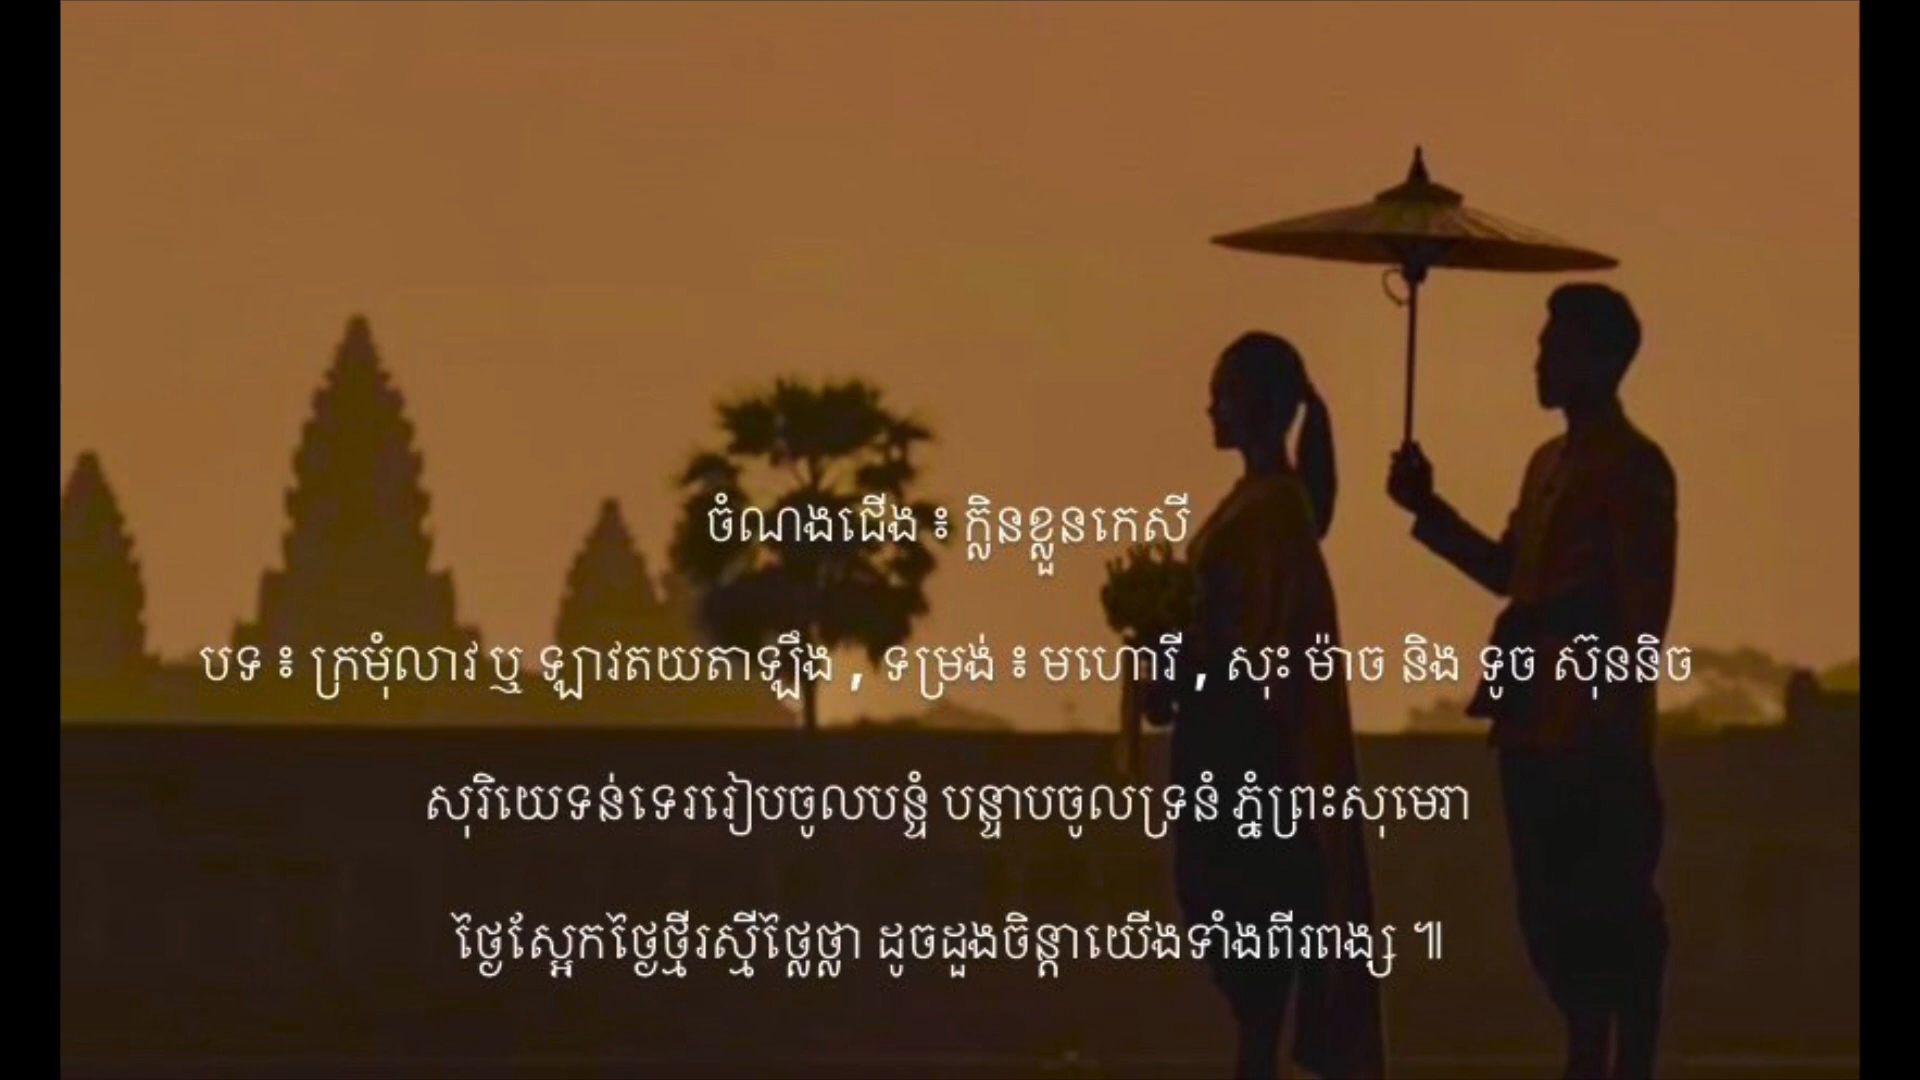 ចំណងជើង ៖ ក្លិនខ្លួនកេសី
បទ ៖ ក្រមុំលាវ ឬ ឡាវតយតាឡឹង , ទម្រង់ ៖ មហោរី , សុះ ម៉ាច និង ទូច ស៊ុននិច
សុរិយេទន់ទេររៀបចូលបន្ទំ បន្ទាបចូលទ្រនំ ភ្នំព្រះសុមេរា
ថ្ងៃស្អែកថ្ងៃថ្មីរស្មីថ្លៃថ្លា ដូចដួងចិន្តាយើងទាំងពីរពង្ស ៕